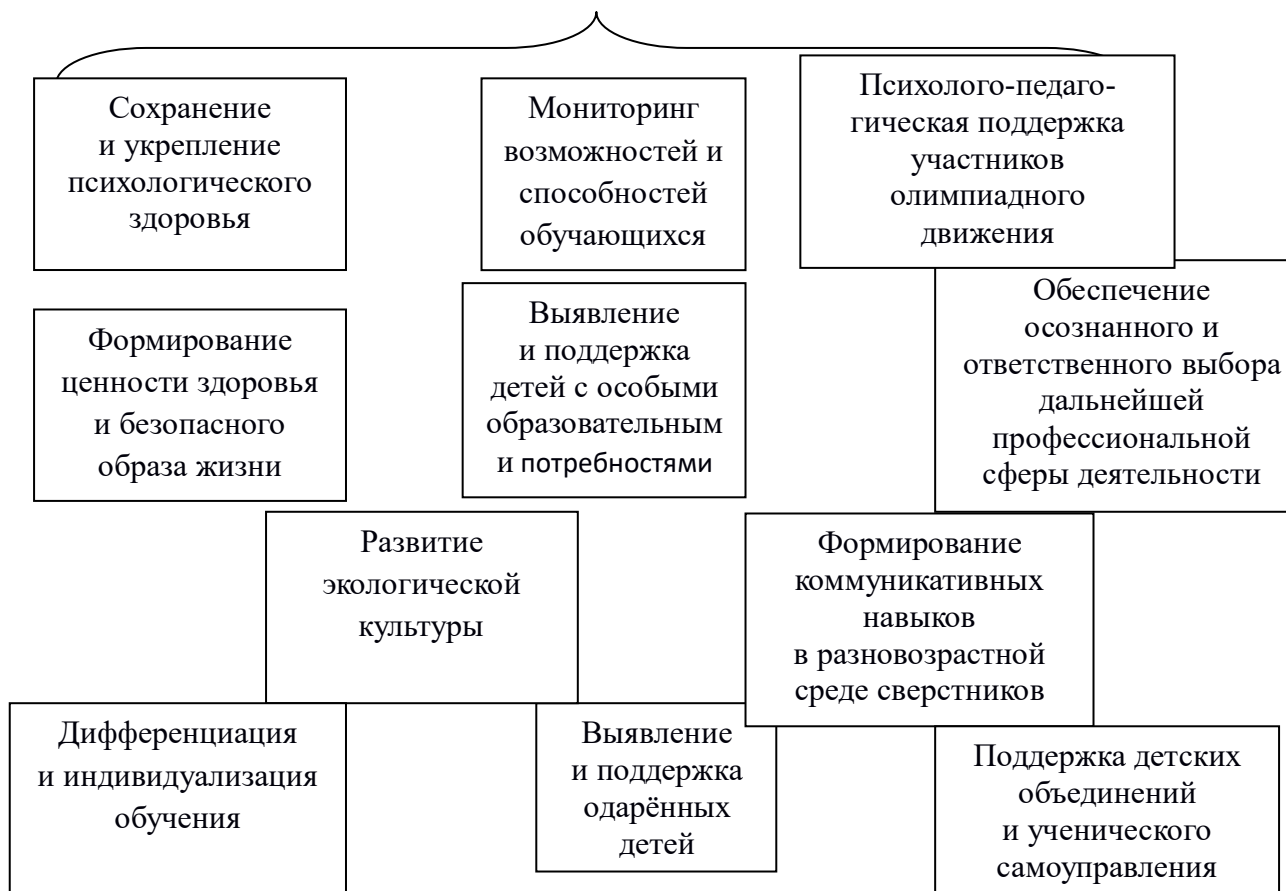 Сохранение
и укрепление
психологического
здоровья
Мониторинг
возможностей и
способностей
обучающихся
Психолого-педаго-
гическая поддержка
участников
олимпиадного
движения
Формирование
ценности здоровья
и безопасного
образа жизни
Выявление
и поддержка
детей с особыми
образовательным
и потребностями
Обеспечение
осознанного и
ответственного выбора
дальнейшей
профессиональной
сферы деятельности
Развитие
экологической
культуры
Формирование
коммуникативных
навыков
в разновозрастной
среде сверстников
Дифференциация
и индивидуализация
обучения
Выявление
и поддержка
одарённых
детей
Поддержка детских
объединений
и ученического
самоуправления